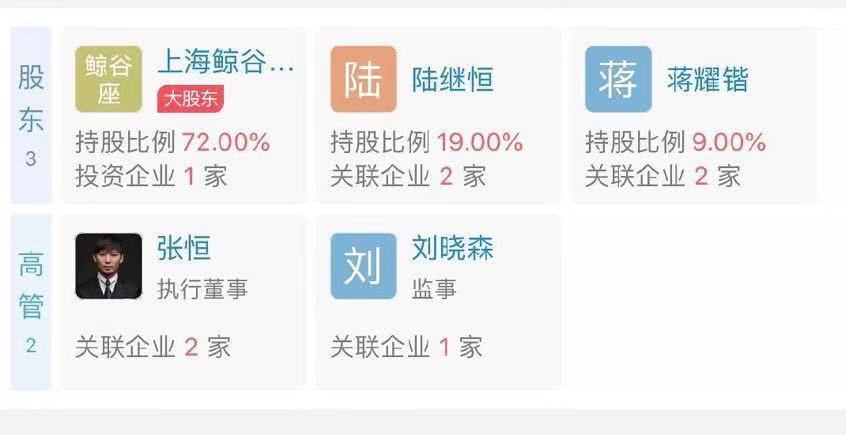 股东
3
鲸谷座
上海鲸谷...
大股东
持股比例 72.00%
投资企业 1 家
陆
陆继恒
持股比例 19.00%
关联企业 2 家
蒋
蒋耀锴
持股比例 9.00%
关联企业 2 家
高管
2
张恒
执行董事
关联企业 2 家
刘
刘晓森
监事
关联企业 1 家